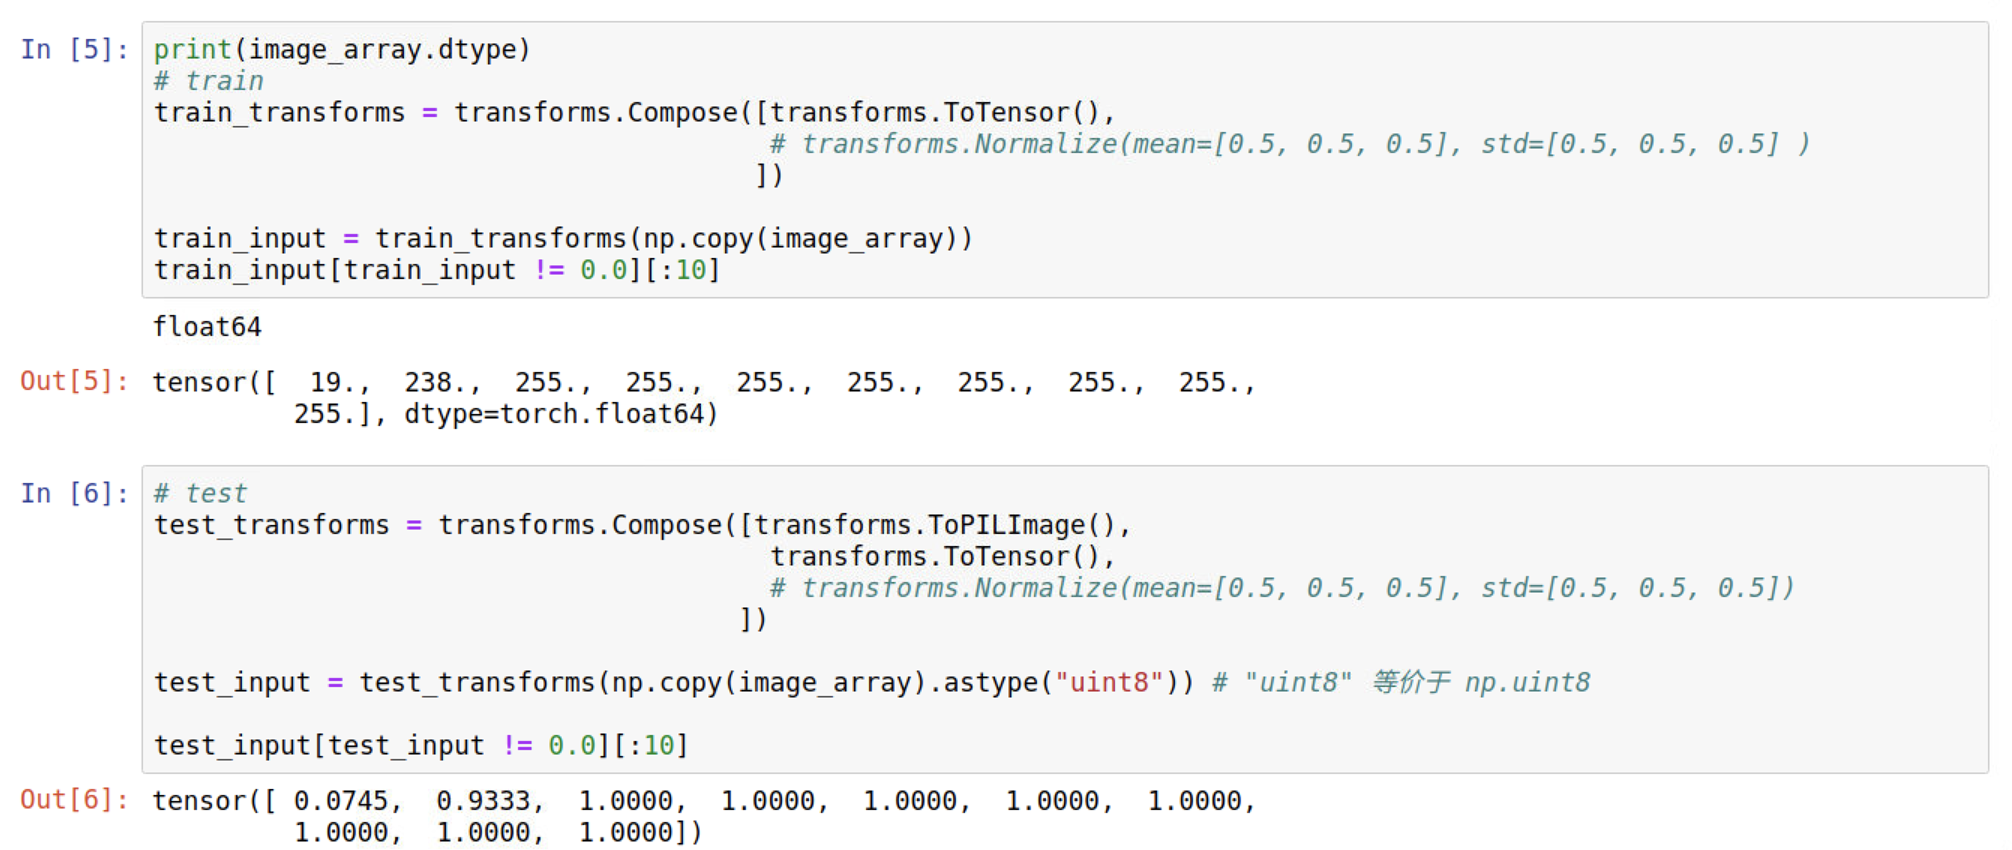 In [5]: print(image_array.dtype)
# train
train_transforms = transforms.Compose([transforms.ToTensor(),
# transforms.Normalize(mean=[0.5, 0.5, 0.5], std=[0.5, 0.5, 0.5] )
])
train_input = train_transforms(np.copy(image_array))
train_input[train_input != 0.0][:10]
float64
Out[5]: tensor([ 19., 238., 255., 255., 255., 255., 255., 255., 255.,
255.], dtype=torch.float64)
In [6]: # test
test_transforms = transforms.Compose([transforms.ToPILImage(),
transforms.ToTensor(),
# transforms.Normalize(mean=[0.5, 0.5, 0.5], std=[0.5, 0.5, 0.5])
])
test_input = test_transforms(np.copy(image_array).astype("uint8")) # "uint8" 等价于 np.uint8
test_input[test_input != 0.0][:10]
Out[6]: tensor([ 0.0745, 0.9333, 1.0000, 1.0000, 1.0000, 1.0000, 1.0000,
1.0000, 1.0000, 1.0000])